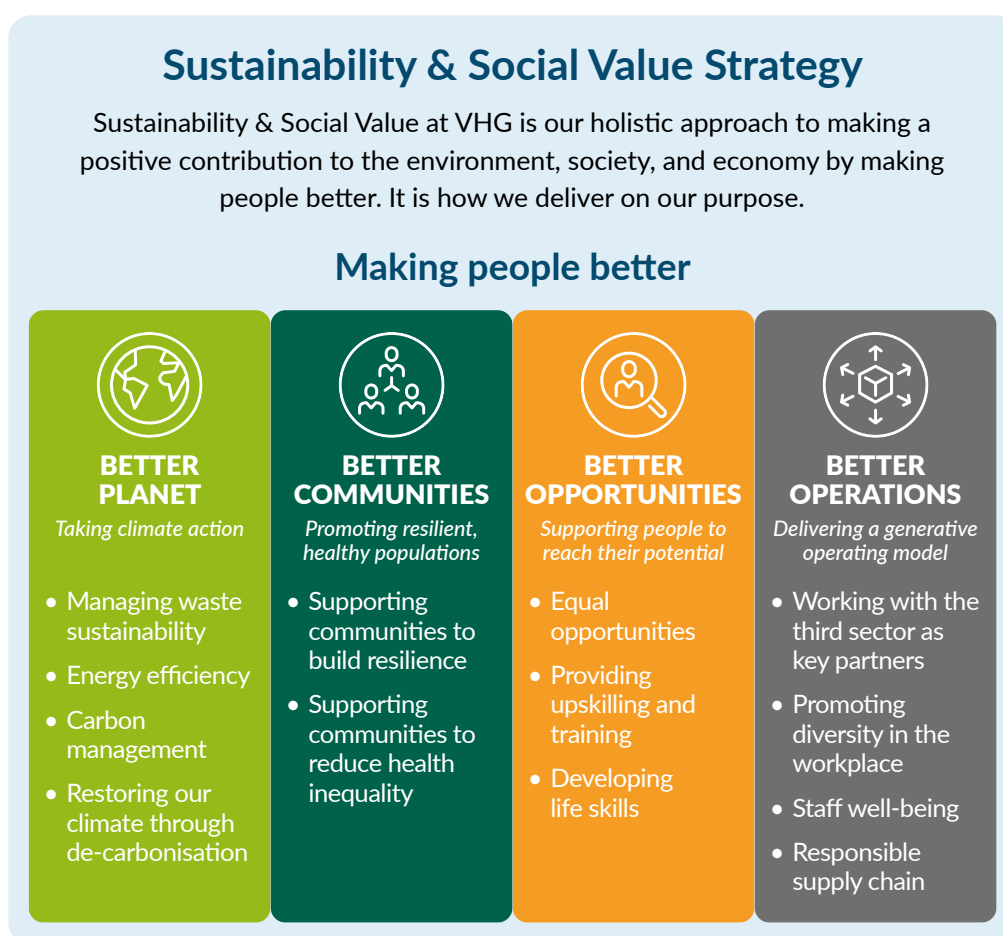 Sustainability & Social Value Strategy
Sustainability & Social Value at VHG is our holistic approach to making a
positive contribution to the environment, society, and economy by making
people better. It is how we deliver on our purpose.
Making people better
BETTER
PLANET
Taking climate action
• Managing waste
sustainability
• Energy efficiency
• Carbon
management
• Restoring our
climate through
de-carbonisation
BETTER
COMMUNITIES
Promoting resilient,
healthy populations
• Supporting
communities to
build resilience
• Supporting
communities to
reduce health
inequality
BETTER
OPPORTUNITIES
Supporting people to
reach their potential
• Equal
opportunities
• Providing
upskilling and
training
• Developing
life skills
BETTER
OPERATIONS
Delivering a generative
operating model
• Working with the
third sector as
key partners
• Promoting
diversity in the
workplace
• Staff well-being
• Responsible
supply chain